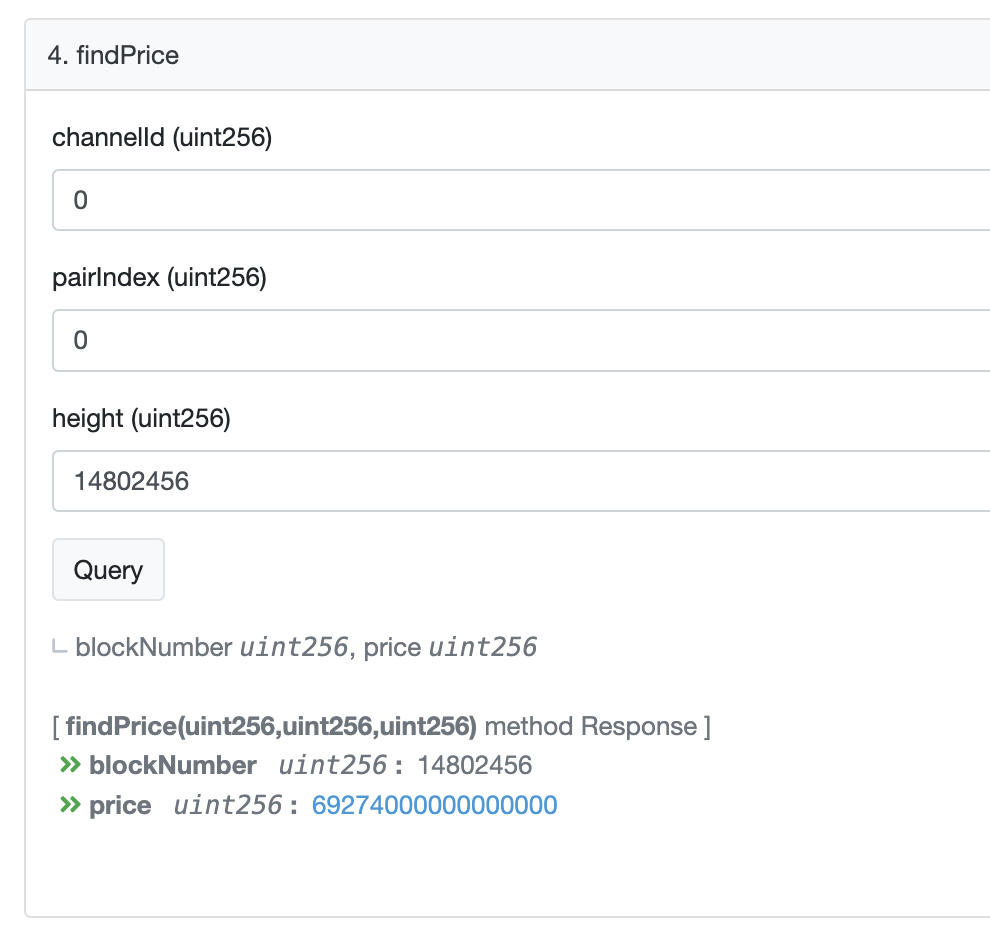 4. findPrice
channelId (uint256)
0
pairIndex (uint256)
0
height (uint256)
14802456
Query
blockNumber uint256, price uint256
[ findPrice(uint256,uint256,uint256) method Response ]
>> blockNumber uint256 : 14802456
>> price uint256 : 69274000000000000